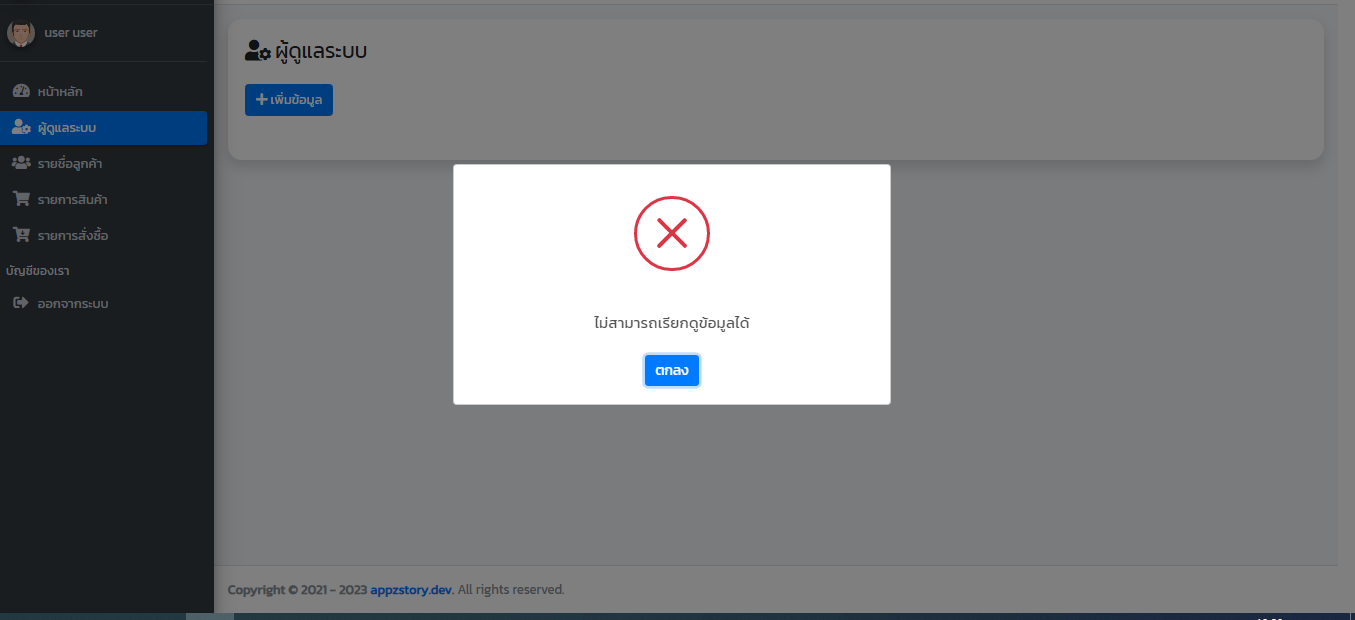 user user
หน้าหลัก
ผู้ดูแลระบบ
รายชื่อลูกค้า
รายการสินค้า
รายการสั่งซื้อ
บัญชีของเรา
ออกจากระบบ
ผู้ดูแลระบบ
เพิ่มข้อมูล
ไม่สามารถเรียกดูข้อมูลได้
ตกลง
Copyright © 2021 - 2023 appzstory.dev. All rights reserved.